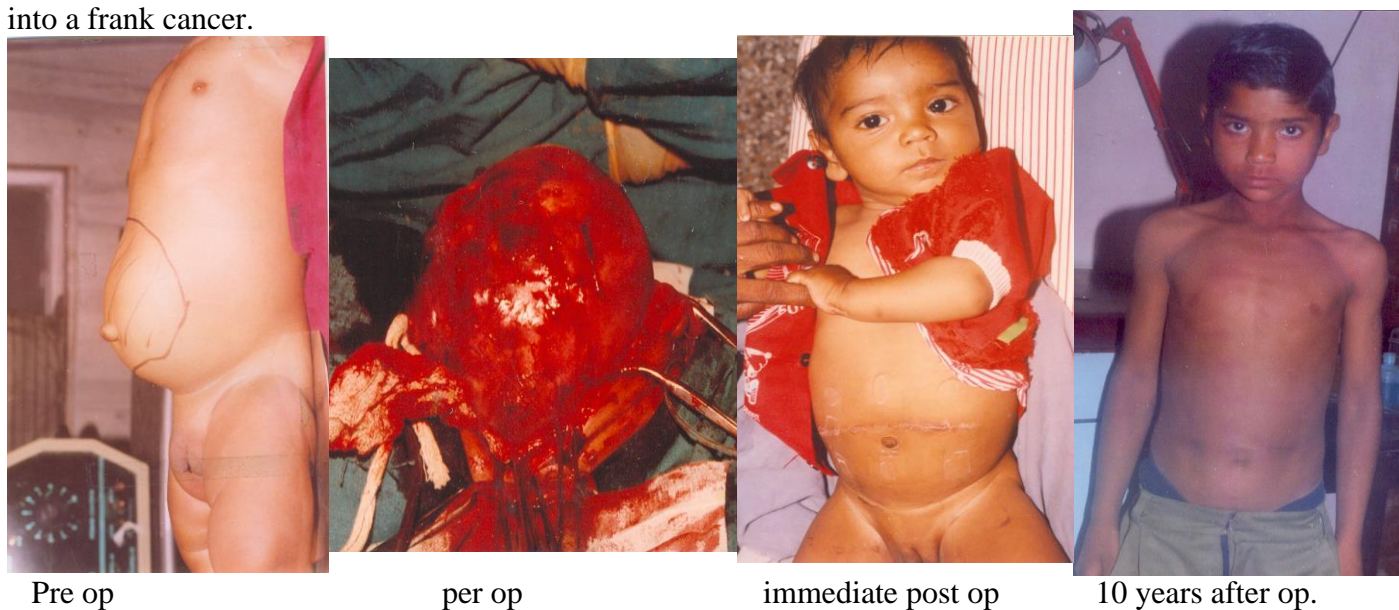 into a frank cancer.
Pre op per op immediate post op 10 years after op.